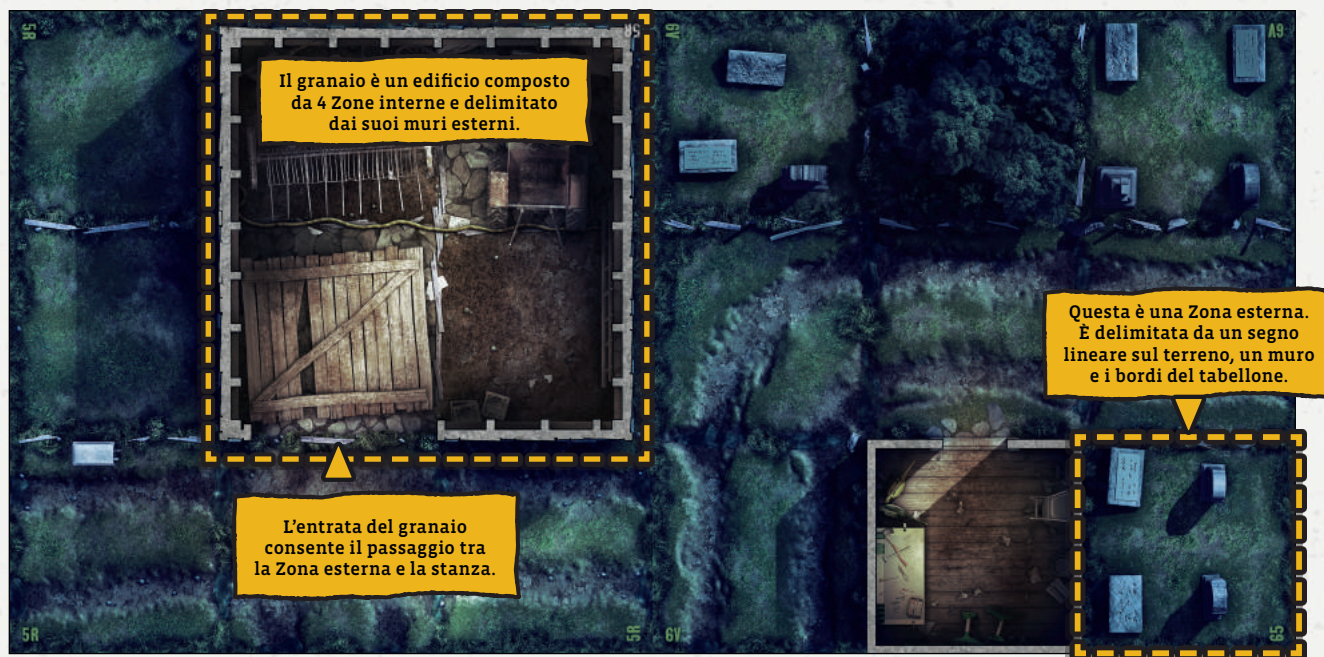 5R
5R
6V
6V
Il granaio è un edificio composto
da 4 Zone interne e delimitato
dai suoi muri esterni.
Questa è una Zona esterna.
È delimitata da un segno
lineare sul terreno, un muro
e i bordi del tabellone.
L'entrata del granaio
consente il passaggio tra
la Zona esterna e la stanza.
5R
5R
6V